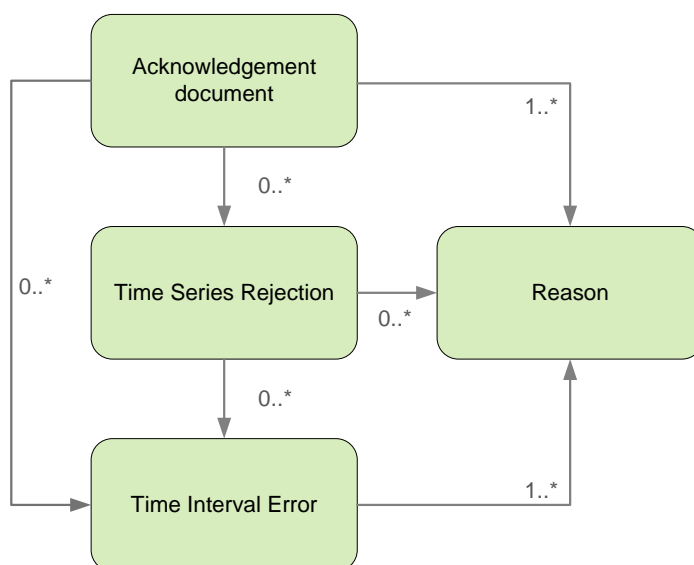 Acknowledgement
document
1..*
0..*
0..*
Time Series Rejection
Reason
0..*
0..*
Time Interval Error
1..*